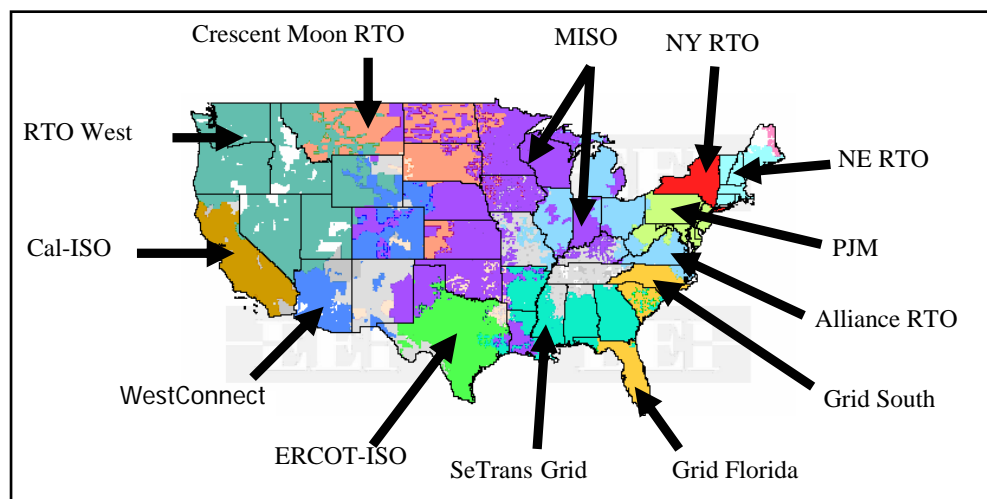 Crescent Moon RTO
MISO
NY RTO
RTO West
NE RTO
Cal-ISO
PJM
Alliance RTO
WestConnect
Grid South
ERCOT-ISO
SeTrans Grid
Grid Florida